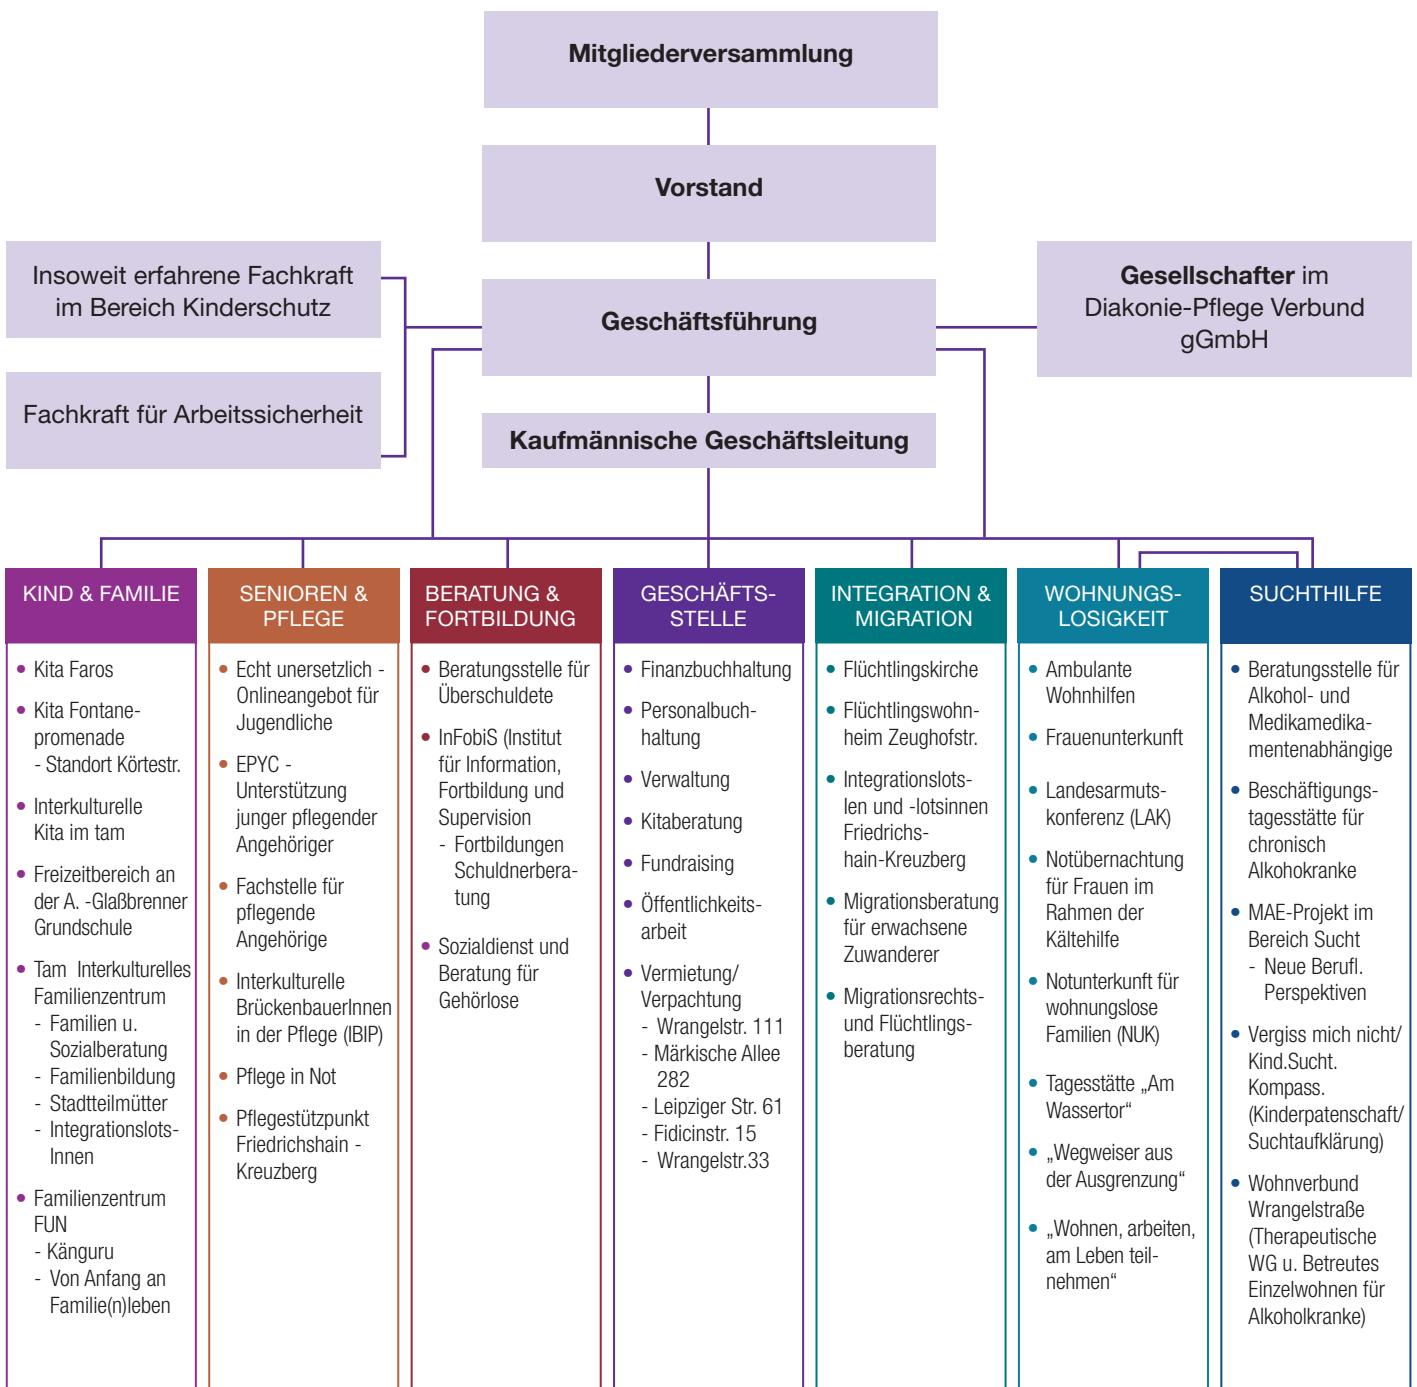 Mitgliederversammlung
Vorstand
Insoweit erfahrene Fachkraft
im Bereich Kinderschutz
Geschäftsführung
Gesellschafter im
Diakonie-Pflege Verbund
gGmbH
Fachkraft für Arbeitssicherheit
Kaufmännische Geschäftsleitung
KIND & FAMILIE
• Kita Faros
• Kita Fontane-
promenade
- Standort Körtestr.
• Interkulturelle
Kita im tam
• Freizeitbereich an
der A. -Glaßbrenner
Grundschule
• Tam Interkulturelles
Familienzentrum
- Familien u.
Sozialberatung
- Familienbildung
- Stadtteilmütter
- Integrationslots-
Innen
• Familienzentrum
FUN
- Känguru
- Von Anfang an
Familie(n)leben
SENIOREN &
PFLEGE
• Echt unersetzlich -
Onlineangebot für
Jugendliche
• EPYC -
Unterstützung
junger pflegender
Angehöriger
• Fachstelle für
pflegende
Angehörige
• Interkulturelle
BrückenbauerInnen
in der Pflege (IBIP)
• Pflege in Not
• Pflegestützpunkt
Friedrichshain -
Kreuzberg
BERATUNG &
FORTBILDUNG
• Beratungsstelle für
Überschuldete
• InFobiS (Institut
für Information,
Fortbildung und
Supervision
- Fortbildungen
Schuldnerbera-
tung
• Sozialdienst und
Beratung für
Gehörlose
GESCHÄFTS-
STELLE
• Finanzbuchhaltung
• Personalbuch-
haltung
• Verwaltung
• Kitaberatung
• Fundraising
• Öffentlichkeits-
arbeit
• Vermietung/
Verpachtung
- Wrangelstr. 111
- Märkische Allee
282
- Leipziger Str. 61
- Fidicinstr. 15
- Wrangelstr.33
INTEGRATION &
MIGRATION
• Flüchtlingskirche
• Flüchtlingswohn-
heim Zeughofstr.
• Integrationslots-
len und -lotsinnen
Friedrichs-
hain-Kreuzberg
• Migrationsberatung
für erwachsene
Zuwanderer
• Migrationsrechts-
und Flüchtlings-
beratung
WOHNUNGS-
LOSIGKEIT
• Ambulante
Wohnhilfen
• Frauenunterkunft
• Landesarmuts-
konferenz (LAK)
• Notübernachtung
für Frauen im
Rahmen der
Kältehilfe
• Notunterkunft für
wohnungslose
Familien (NUK)
• Tagesstätte „Am
Wassertor“
• „Wegweiser aus
der Ausgrenzung“
• „Wohnen, arbeiten,
am Leben teil-
nehmen“
SUCHTHILFE
• Beratungsstelle für
Alkohol- und
Medikamedika-
mentenabhängige
• Beschäftigungs-
tagesstätte für
chronisch
Alkohokranke
• MAE-Projekt im
Bereich Sucht
- Neue Berufl.
Perspektiven
• Vergiss mich nicht/
Kind.Sucht.
Kompass.
(Kinderpatenschaft/
Suchtaufklärung)
• Wohnverbund
Wrangelstraße
(Therapeutische
WG u. Betreutes
Einzelwohnen für
Alkoholkranke)